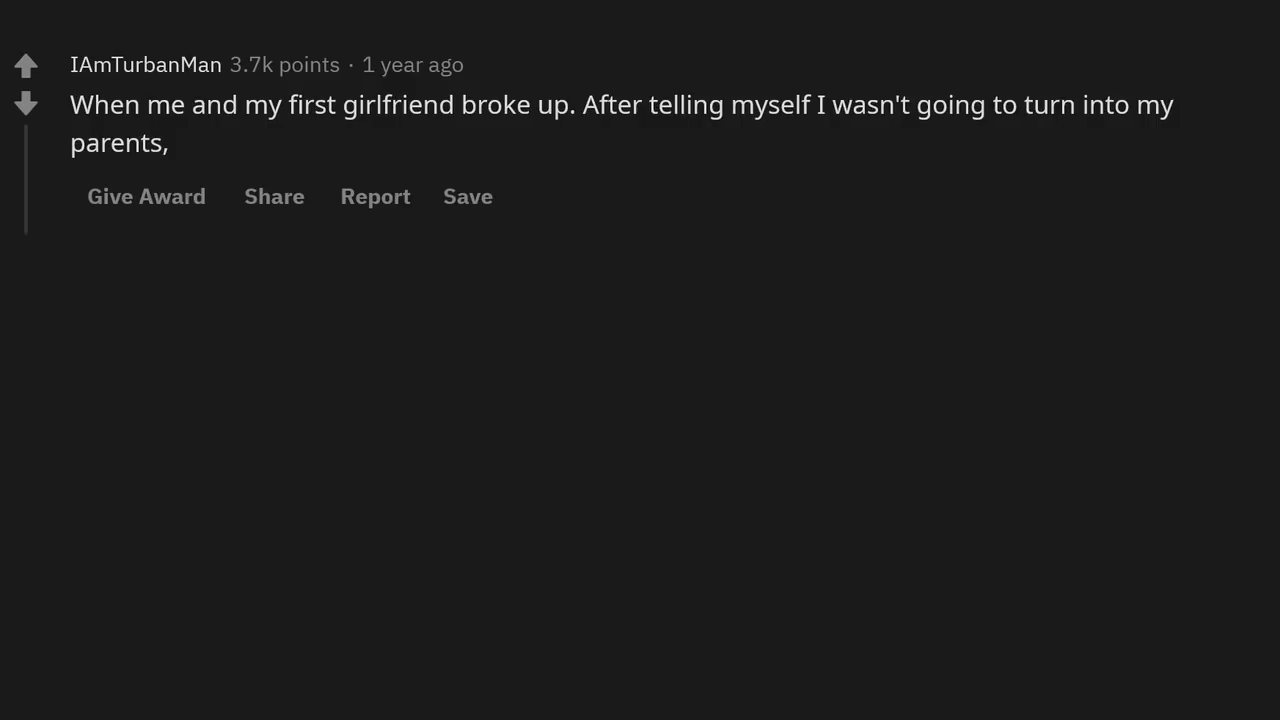 IAmTurbanMan 3.7k points · 1 year ago
When me and my first girlfriend broke up. After telling myself I wasn't going to turn into my
parents,
Give Award Share Report Save